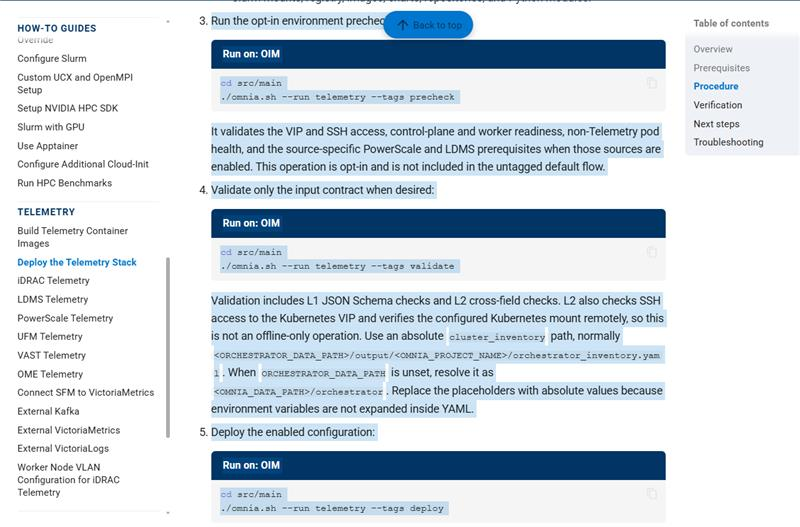 HOW-TO GUIDES
Override
Configure Slurm
Custom UCX and OpenMPI
Setup
Setup NVIDIA HPC SDK
Slurm with GPU
Use Apptainer
Configure Additional Cloud-Init
Run HPC Benchmarks
TELEMETRY
Build Telemetry Container
Images
Deploy the Telemetry Stack
iDRAC Telemetry
LDMS Telemetry
PowerScale Telemetry
UFM Telemetry
VAST Telemetry
OME Telemetry
Connect SFM to VictoriaMetrics
External Kafka
External VictoriaMetrics
External VictoriaLogs
Worker Node VLAN
Configuration for iDRAC
Telemetry
3. Run the opt-in environment prechec
Back to top
Run on: OIM
cd src/main
./omnia.sh --run telemetry --tags precheck
It validates the VIP and SSH access, control-plane and worker readiness, non-Telemetry pod
health, and the source-specific PowerScale and LDMS prerequisites when those sources are
enabled. This operation is opt-in and is not included in the untagged default flow.
4. Validate only the input contract when desired:
Run on: OIM
cd src/main
./omnia.sh --run telemetry --tags validate
Validation includes L1 JSON Schema checks and L2 cross-field checks. L2 also checks SSH
access to the Kubernetes VIP and verifies the configured Kubernetes mount remotely, so this
is not an offline-only operation. Use an absolute cluster_inventory path, normally
<ORCHESTRATOR_DATA_PATH>/output/<OMNIA_PROJECT_NAME>/orchestrator_inventory.yam
l . When ORCHESTRATOR_DATA_PATH is unset, resolve it as
<OMNIA_DATA_PATH>/orchestrator . Replace the placeholders with absolute values because
environment variables are not expanded inside YAML.
5. Deploy the enabled configuration:
Run on: OIM
cd src/main
./omnia.sh --run telemetry --tags deploy
Table of contents
Overview
Prerequisites
Procedure
Verification
Next steps
Troubleshooting